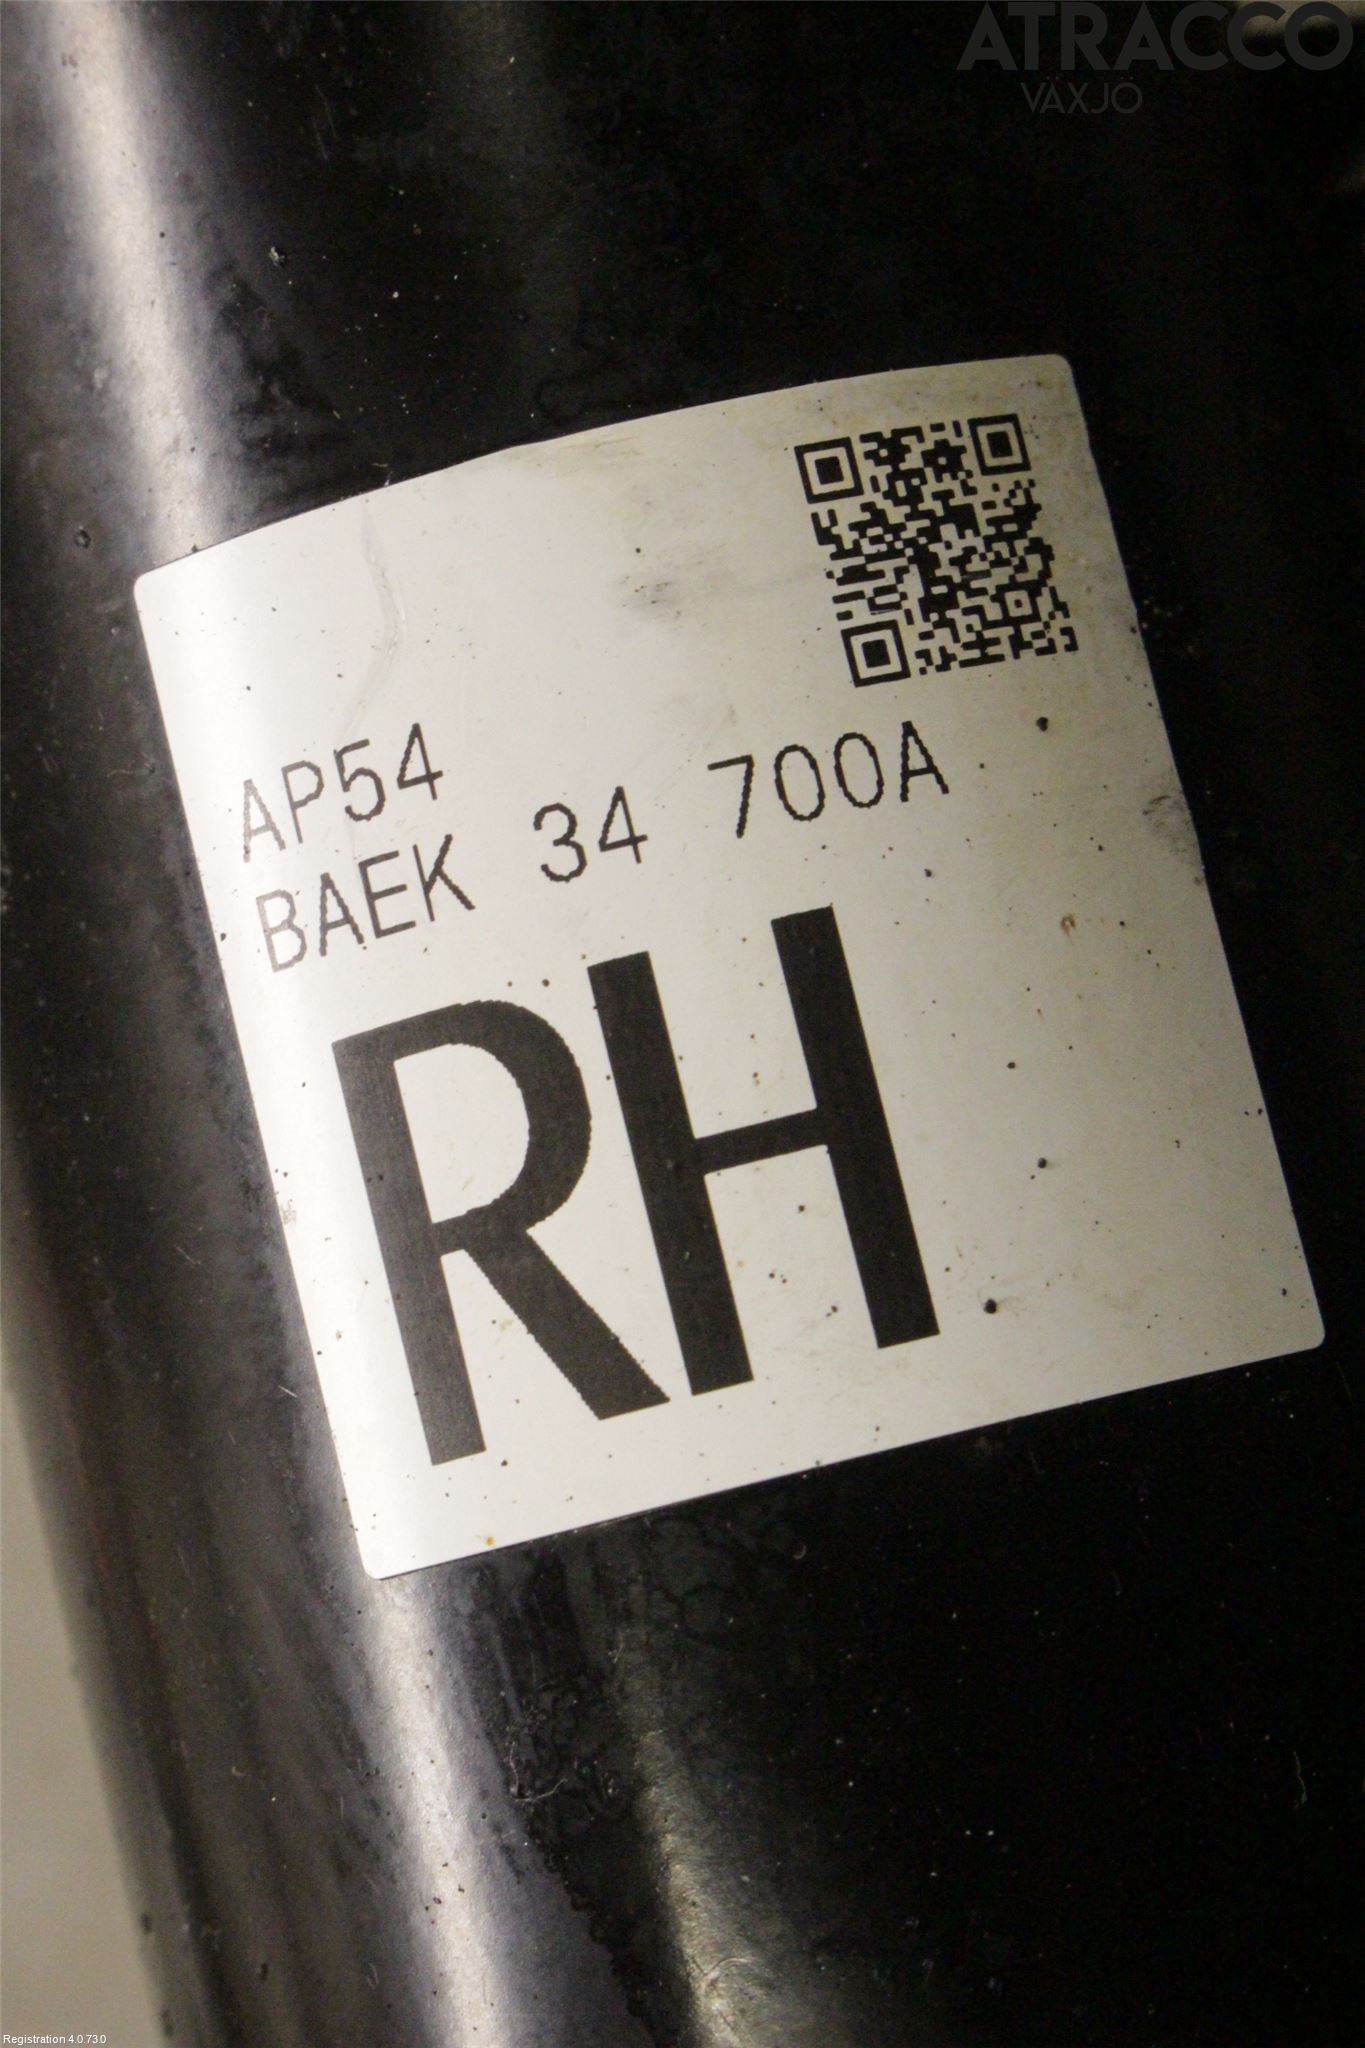 ATRACCO
VÄXJÖ
AP54
BAEK 34 700A
RH
Registration 4.0.73.0